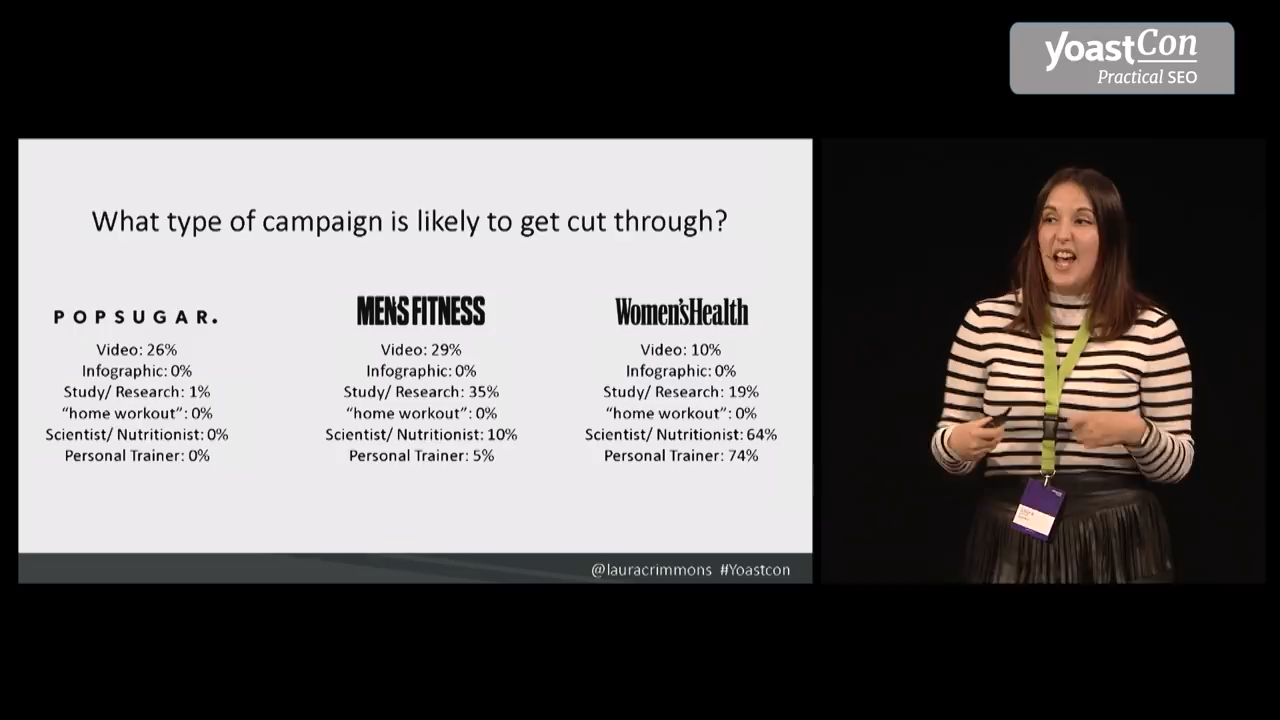 yoastCon
Practical SEO
What type of campaign is likely to get cut through?
POPSUGAR.
Video: 26%
Infographic: 0%
Study/ Research: 1%
“home workout”: 0%
Scientist/ Nutritionist: 0%
Personal Trainer: 0%
MEN'S FITNESS
Video: 29%
Infographic: 0%
Study/ Research: 35%
“home workout”: 0%
Scientist/ Nutritionist: 10%
Personal Trainer: 5%
Women'sHealth
Video: 10%
Infographic: 0%
Study/ Research: 19%
“home workout”: 0%
Scientist/ Nutritionist: 64%
Personal Trainer: 74%
@lauracrimmons #Yoastcon